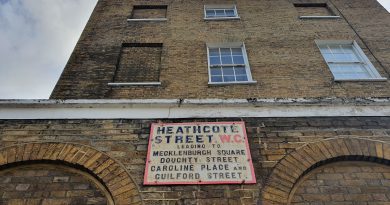 HEATHCOTE
STREET, W.C.
LEADING TO
MECKLENBURGH SQUARE
DOUGHTY STREET
CAROLINE PLACE AND
GUILFORD STREET.